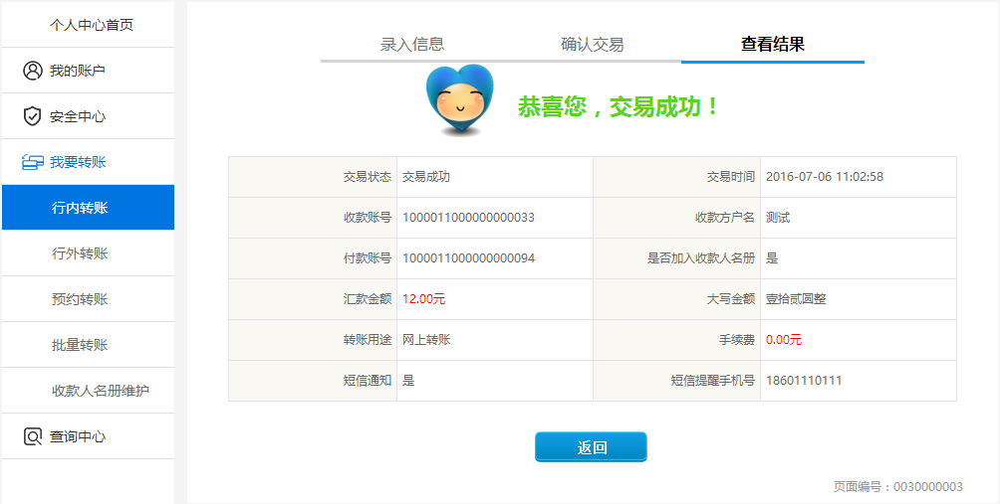 个人中心首页
我的账户
安全中心
我要转账
行内转账
行外转账
预约转账
批量转账
收款人名册维护
查询中心
录入信息 确认交易 查看结果
恭喜您，交易成功！
交易状态 交易成功 交易时间 2016-07-06 11:02:58
收款账号 1000011000000000033 收款方户名 测试
付款账号 1000011000000000094 是否加入收款人名册 是
汇款金额 12.00元 大写金额 壹拾贰圆整
转账用途 网上转账 手续费 0.00元
短信通知 是 短信提醒手机号 18601110111
返回
页面编号：0030000003